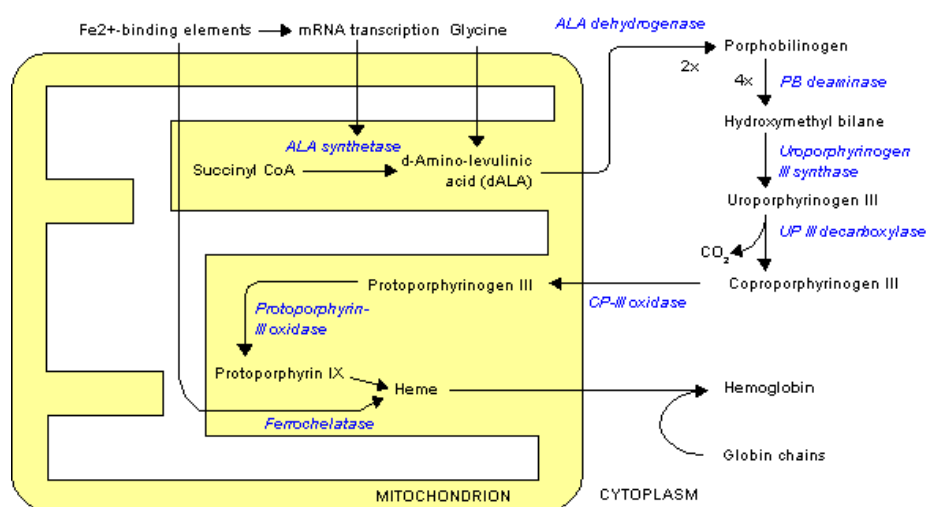 ALA dehydrogenase
Fe2+-binding elements mRNA transcription Glycine
Porphobilinogen
2x
4x PB deaminase
Hydroxymethyl bilane
ALA synthetase
Uroporphyrinogen
III synthase
Succinyl CoA
d-Amino-levulinic
acid (dALA)
Uroporphyrinogen III
UP III decarboxylase
CO2
Protoporphyrinogen III
Coproporphyrinogen III
CP-III oxidase
Protoporphyrin-
III oxidase
Protoporphyrin IX
Heme
Hemoglobin
Ferrochelatase
Globin chains
MITOCHONDRION CYTOPLASM